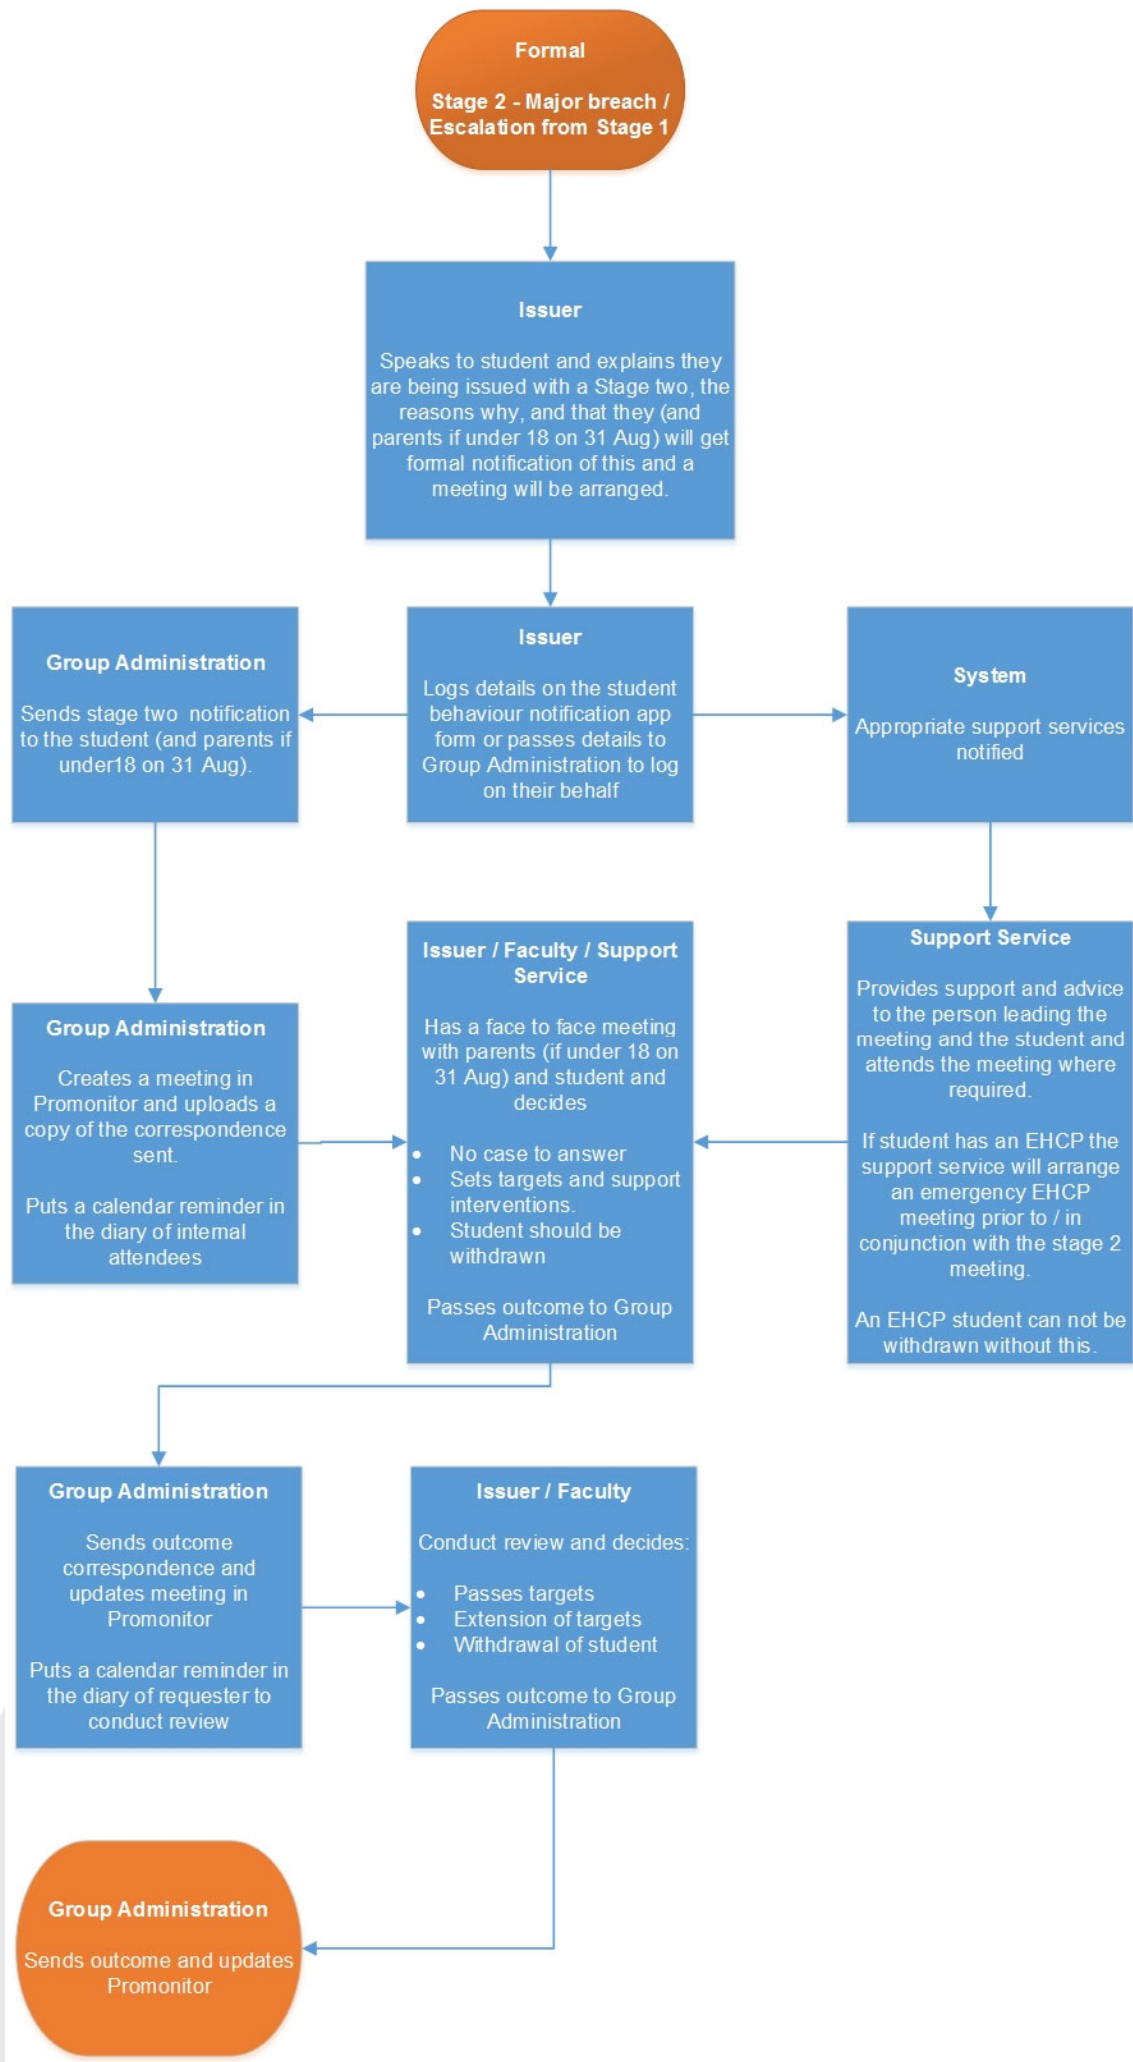 Formal
Stage 2 - Major breach /
Escalation from Stage 1
Issuer
Speaks to student and explains they
are being issued with a Stage two, the
reasons why, and that they (and
parents if under 18 on 31 Aug) will get
formal notification of this and a
meeting will be arranged.
Group Administration
Sends stage two notification
to the student (and parents if
under18 on 31 Aug).
Issuer
Logs details on the student
behaviour notification app
form or passes details to
Group Administration to log
on their behalf
System
Appropriate support services
notified
Group Administration
Creates a meeting in
Promonitor and uploads a
copy of the correspondence
sent.
Puts a calendar reminder in
the diary of internal
attendees
Issuer / Faculty / Support
Service
Has a face to face meeting
with parents (if under 18 on
31 Aug) and student and
decides
• No case to answer
• Sets targets and support
interventions.
• Student should be
withdrawn
Passes outcome to Group
Administration
Support Service
Provides support and advice
to the person leading the
meeting and the student and
attends the meeting where
required.
If student has an EHCP the
support service will arrange
an emergency EHCP
meeting prior to / in
conjunction with the stage 2
meeting.
An EHCP student can not be
withdrawn without this.
Group Administration
Sends outcome
correspondence and
updates meeting in
Promonitor
Puts a calendar reminder in
the diary of requester to
conduct review
Issuer / Faculty
Conduct review and decides:
• Passes targets
• Extension of targets
• Withdrawal of student
Passes outcome to Group
Administration
Group Administration
Sends outcome and updates
Promonitor